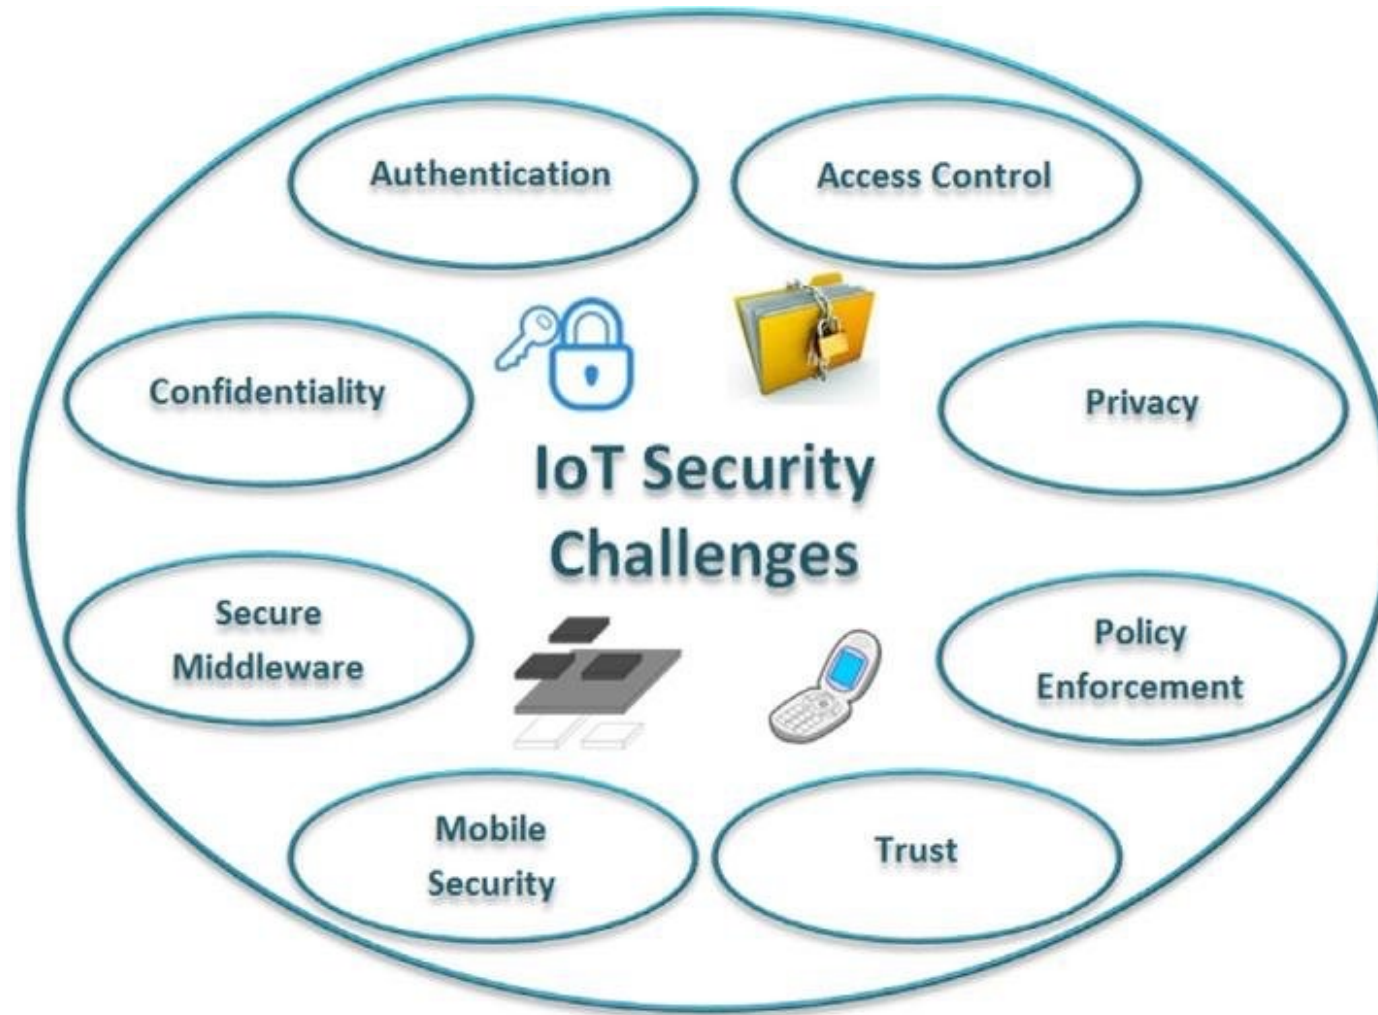 Authentication
Access Control
Confidentiality
Privacy
IoT Security
Challenges
Secure
Middleware
Policy
Enforcement
Mobile
Security
Trust